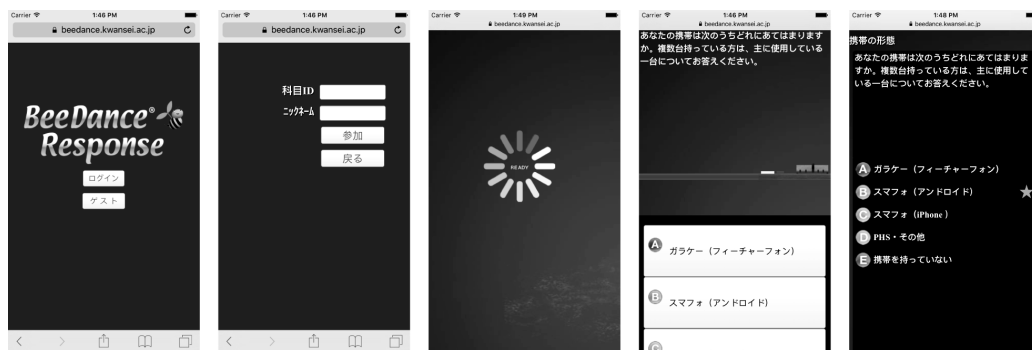 Carrier 1:46 PM
beedance.kwansei.ac.jp
BeeDance®
Response
ログイン
ゲスト
Carrier 1:46 PM
beedance.kwansei.ac.jp
科目ID
ニックネーム
参加
戻る
Carrier 1:49 PM
beedance.kwansei.ac.jp
READY
Carrier 1:46 PM
beedance.kwansei.ac.jp
あなたの携帯は次のうちどれにあてはまります
か。複数台持っている方は、主に使用している
一台についてお答えください。
A ガラケー（フィーチャーフォン）
B スマフォ（アンドロイド）
C
Carrier 1:48 PM
beedance.kwansei.ac.jp
携帯の形態
あなたの携帯は次のうちどれにあてはまりま
すか。複数台持っている方は、主に使用して
いる一台についてお答えください。
A ガラケー（フィーチャーフォン）
B スマフォ（アンドロイド）
C スマフォ（iPhone）
D PHS・その他
E 携帯を持っていない